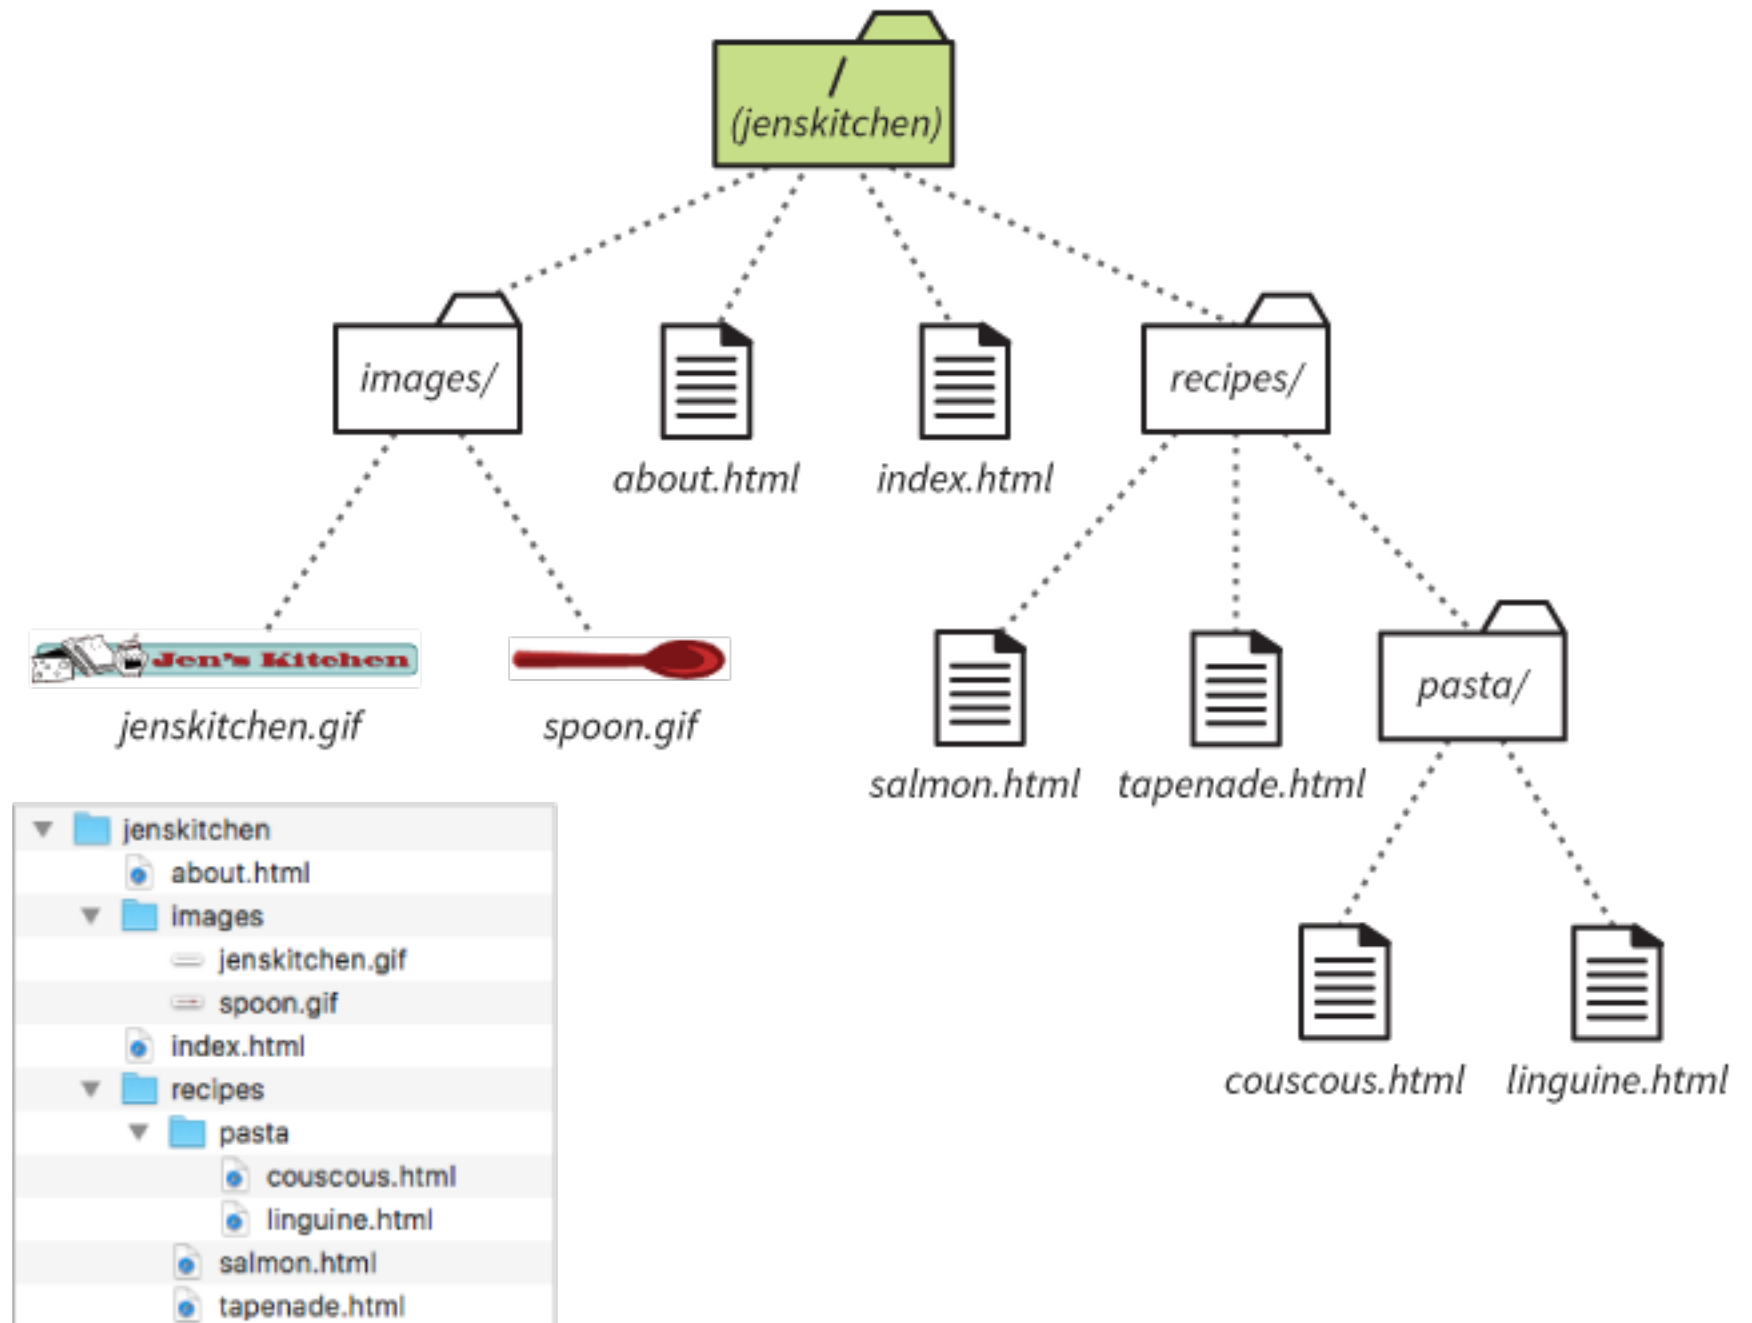 /
(jenskitchen)
images/
recipes/
about.html
index.html
Jen's Kitchen
jenskitchen.gif
spoon.gif
pasta/
salmon.html
tapenade.html
couscous.html
linguine.html
jenskitchen
about.html
images
jenskitchen.gif
spoon.gif
index.html
recipes
pasta
couscous.html
linguine.html
salmon.html
tapenade.html